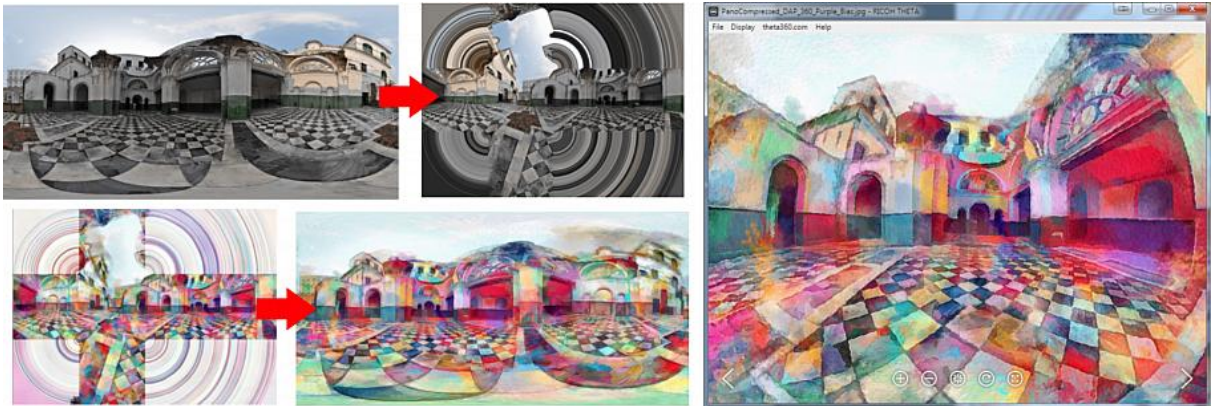 PanoCompressed_DAP_360_Purple_Bias.jpg - RICOH THETA
File Display theta360.com Help